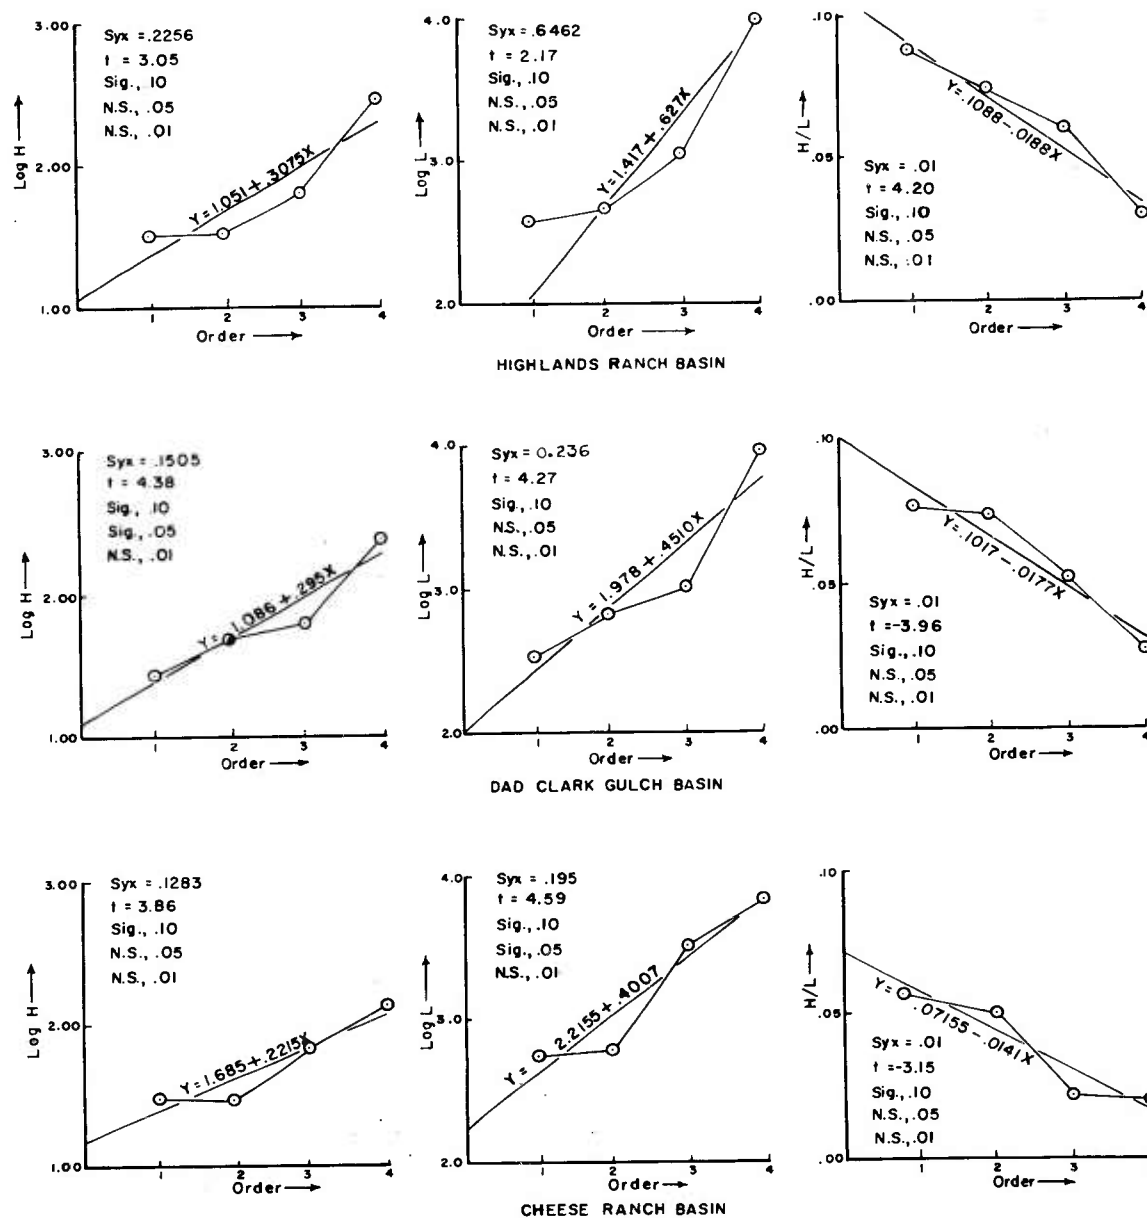 3.00
Syx = .2256
t = 3.05
Sig., .10
N.S., .05
N.S., .01
2.00
1.00
Log H
Y=1.051+.3075X
1 2 3 4
Order
4.0
Syx = .6462
t = 2.17
Sig., .10
N.S., .05
N.S., .01
3.0
2.0
Log L
Y=1.417+.627X
1 2 3 4
Order
.10
.05
.00
H/L
Y=.1088-.0188X
Syx = .01
t = 4.20
Sig., .10
N.S., .05
N.S., .01
1 2 3 4
Order
HIGHLANDS RANCH BASIN
3.00
Syx = .1505
t = 4.38
Sig., .10
Sig., .05
N.S., .01
2.00
1.00
Log H
Y= 1.086 +.295X
1 2 3 4
Order
4.0
Syx = 0.236
t = 4.27
Sig., .10
N.S., .05
N.S., .01
3.0
2.0
Log L
Y= 1.978 +.4510X
1 2 3 4
Order
.10
.05
.00
H/L
Y=.1017-.0177X
Syx = .01
t =-3.96
Sig., .10
N.S., .05
N.S., .01
1 2 3 4
Order
DAD CLARK GULCH BASIN
3.00
Syx = .1283
t = 3.86
Sig., .10
N.S., .05
N.S., .01
2.00
1.00
Log H
Y=1.685+.2215X
1 2 3 4
Order
4.0
Syx = .195
t = 4.59
Sig., .10
Sig., .05
N.S., .01
3.0
2.0
Log L
Y= 2.2155+.4007
1 2 3 4
Order
.10
.05
.00
H/L
Y= .07155-.0141X
Syx = .01
t =-3.15
Sig., .10
N.S., .05
N.S., .01
1 2 3 4
Order
CHEESE RANCH BASIN